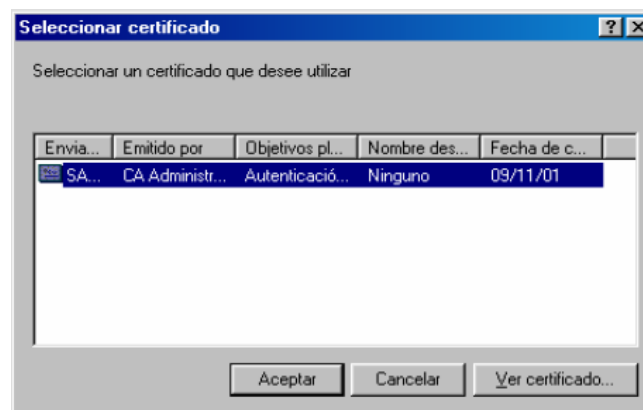 Seleccionar certificado
Seleccionar un certificado que desee utilizar
Envia... Emitido por Objetivos pl... Nombre des... Fecha de c...
SA... CA Administr... Autenticació... Ninguno 09/11/01
Aceptar Cancelar Ver certificado...